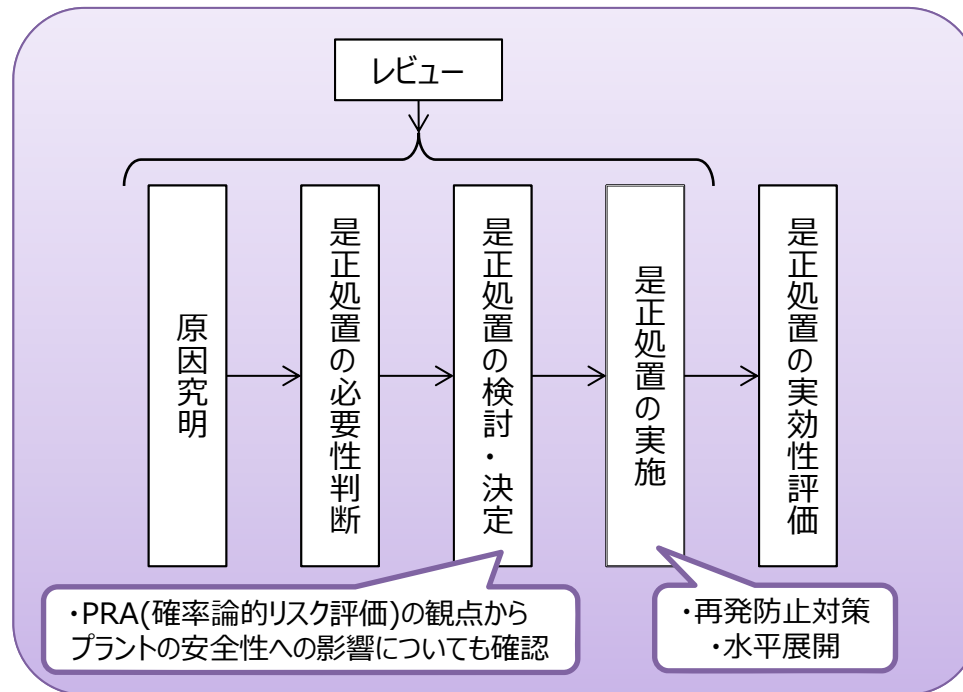 レビュー
原因究明
是正処置の必要性判断
是正処置の検討・決定
是正処置の実施
是正処置の実効性評価
・PRA(確率論的リスク評価)の観点から
プラントの安全性への影響についても確認
・再発防止対策
・水平展開